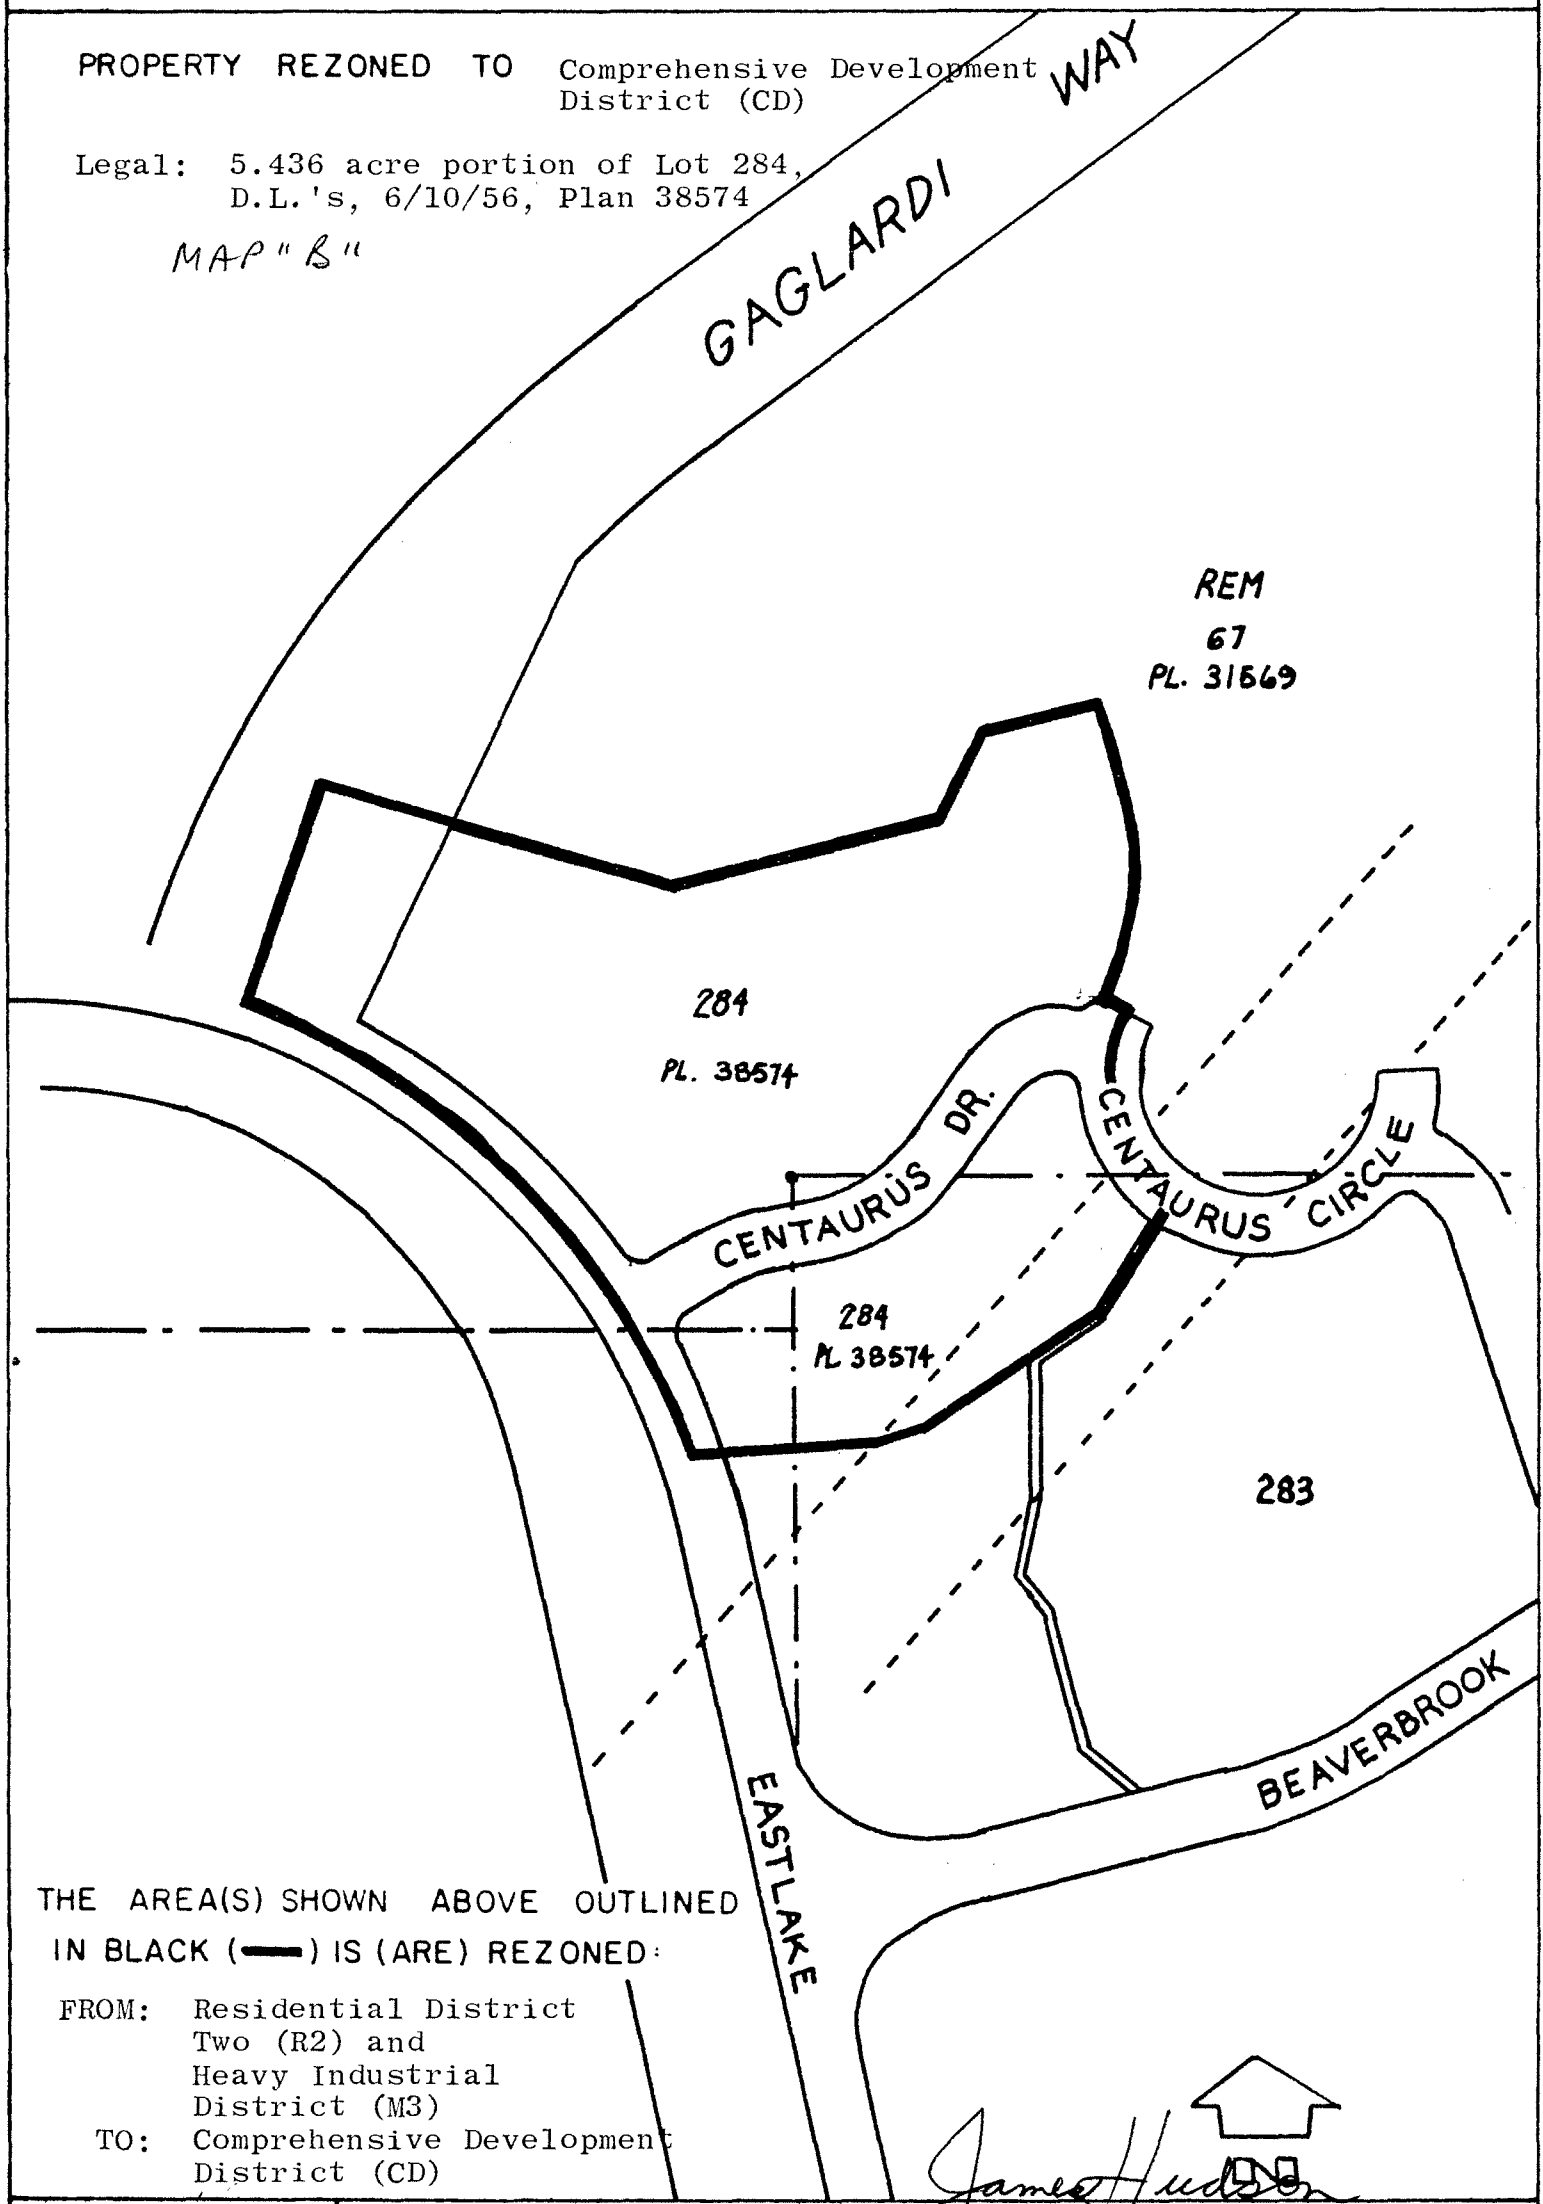 PROPERTY REZONED TO Comprehensive Development
District (CD)
Legal: 5.436 acre portion of Lot 284,
D.L.'s, 6/10/56, Plan 38574
MAP "B"
GAGLARDI WAY
REM
67
PL. 31569
284
PL. 38574
CENTAURUS DR.
CENTAURUS CIRCLE
284
PL 38574
283
BEAVERBROOK
EASTLAKE
THE AREA(S) SHOWN ABOVE OUTLINED
IN BLACK ( ) IS (ARE) REZONED:
FROM: Residential District
Two (R2) and
Heavy Industrial
District (M3)
TO: Comprehensive Development
District (CD)
James Hudson